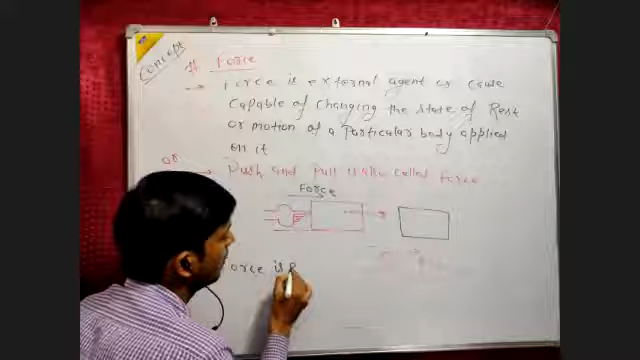 Concept
# Force
→ Force is external agent or cause
Capable of Changing the state of Rest
or motion of a Particular body applied
on it
OR
→ Push and Pull is also called Force
Force
orce is R